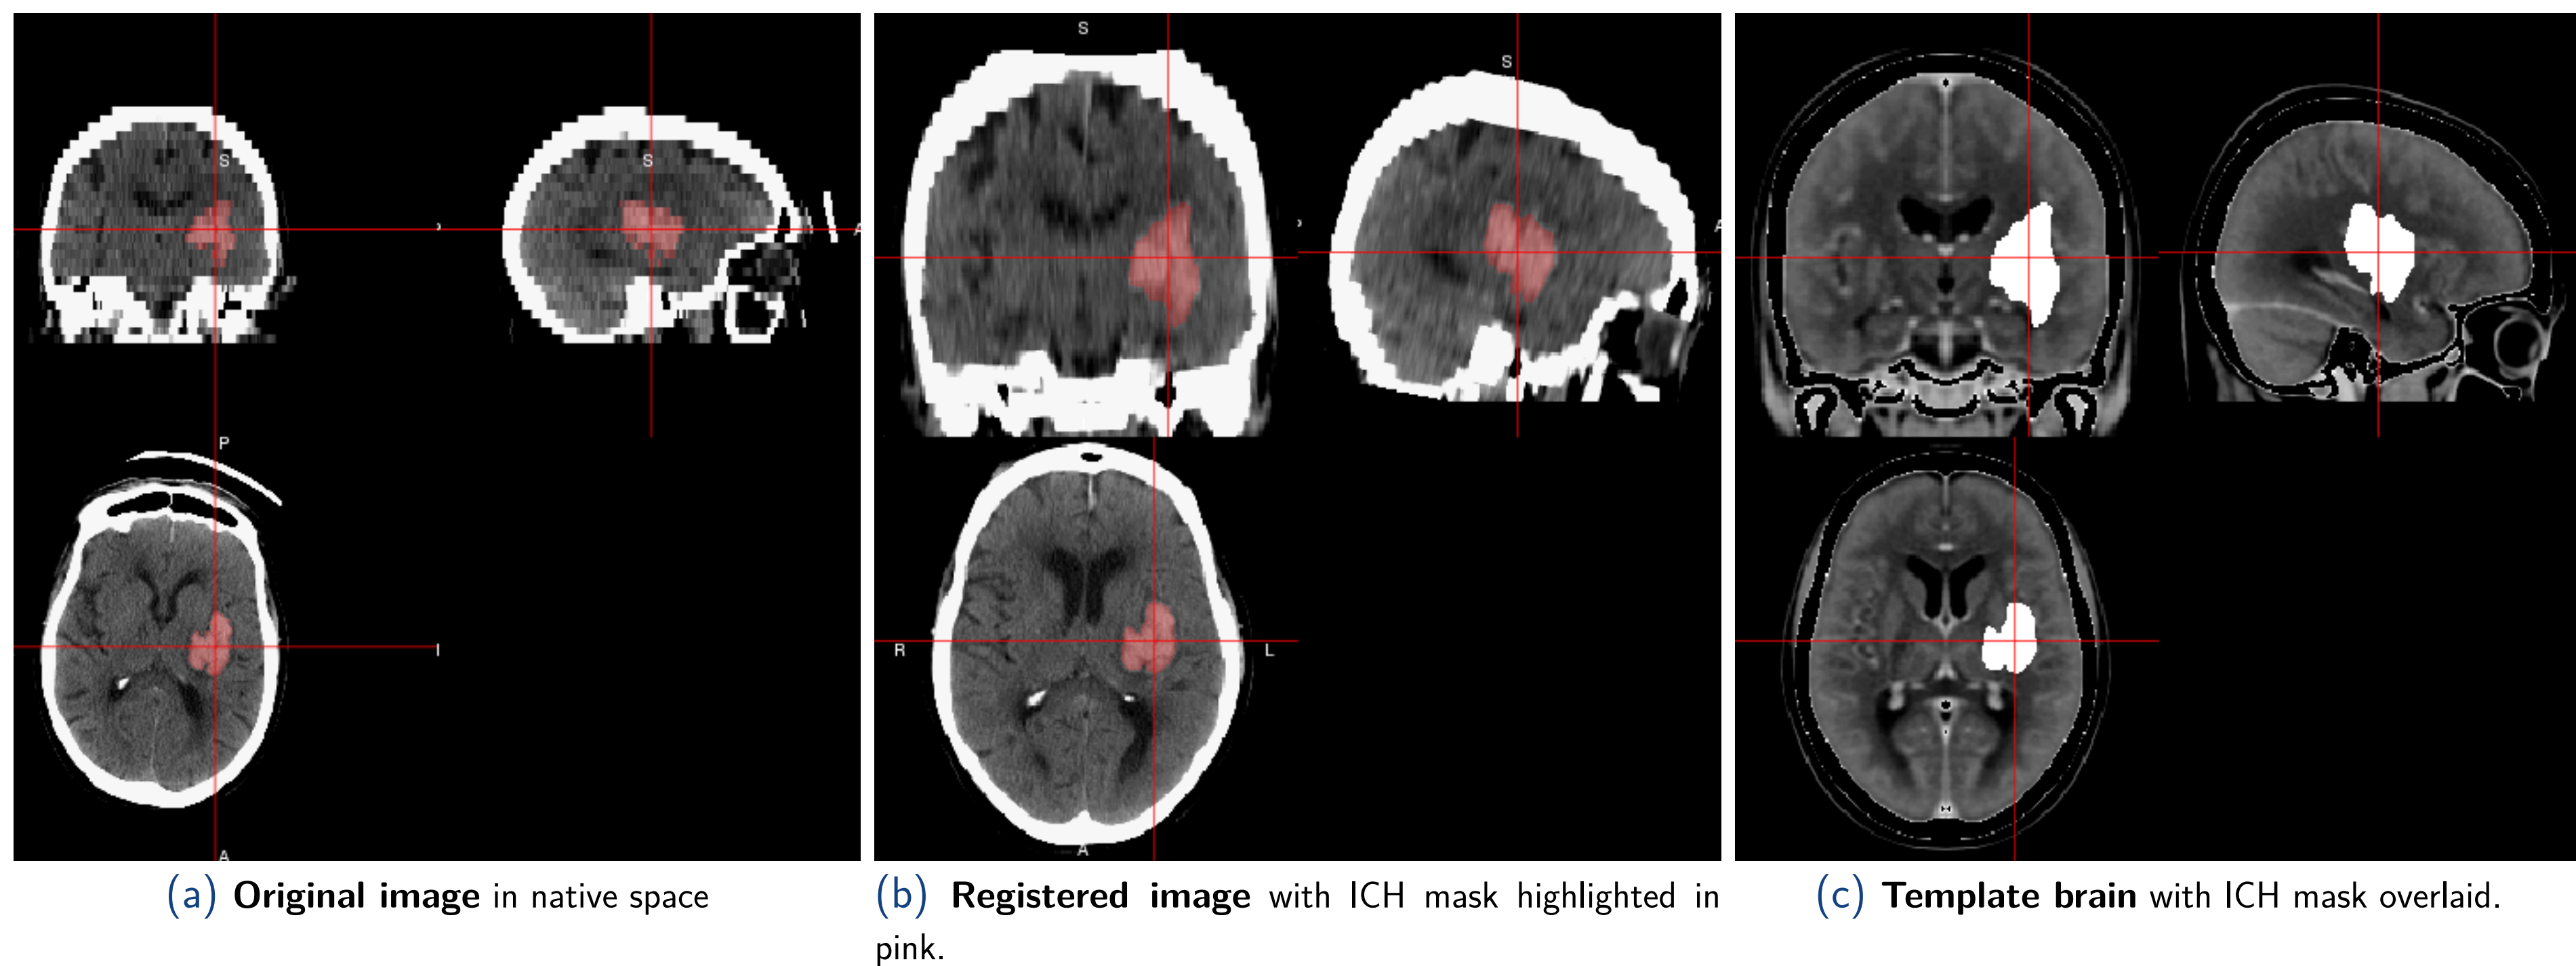 S
S
P
A
P
I
A
S
S
P
A
R
L
A
(a) Original image in native space
(b) Registered image with ICH mask highlighted in
pink.
(c) Template brain with ICH mask overlaid.